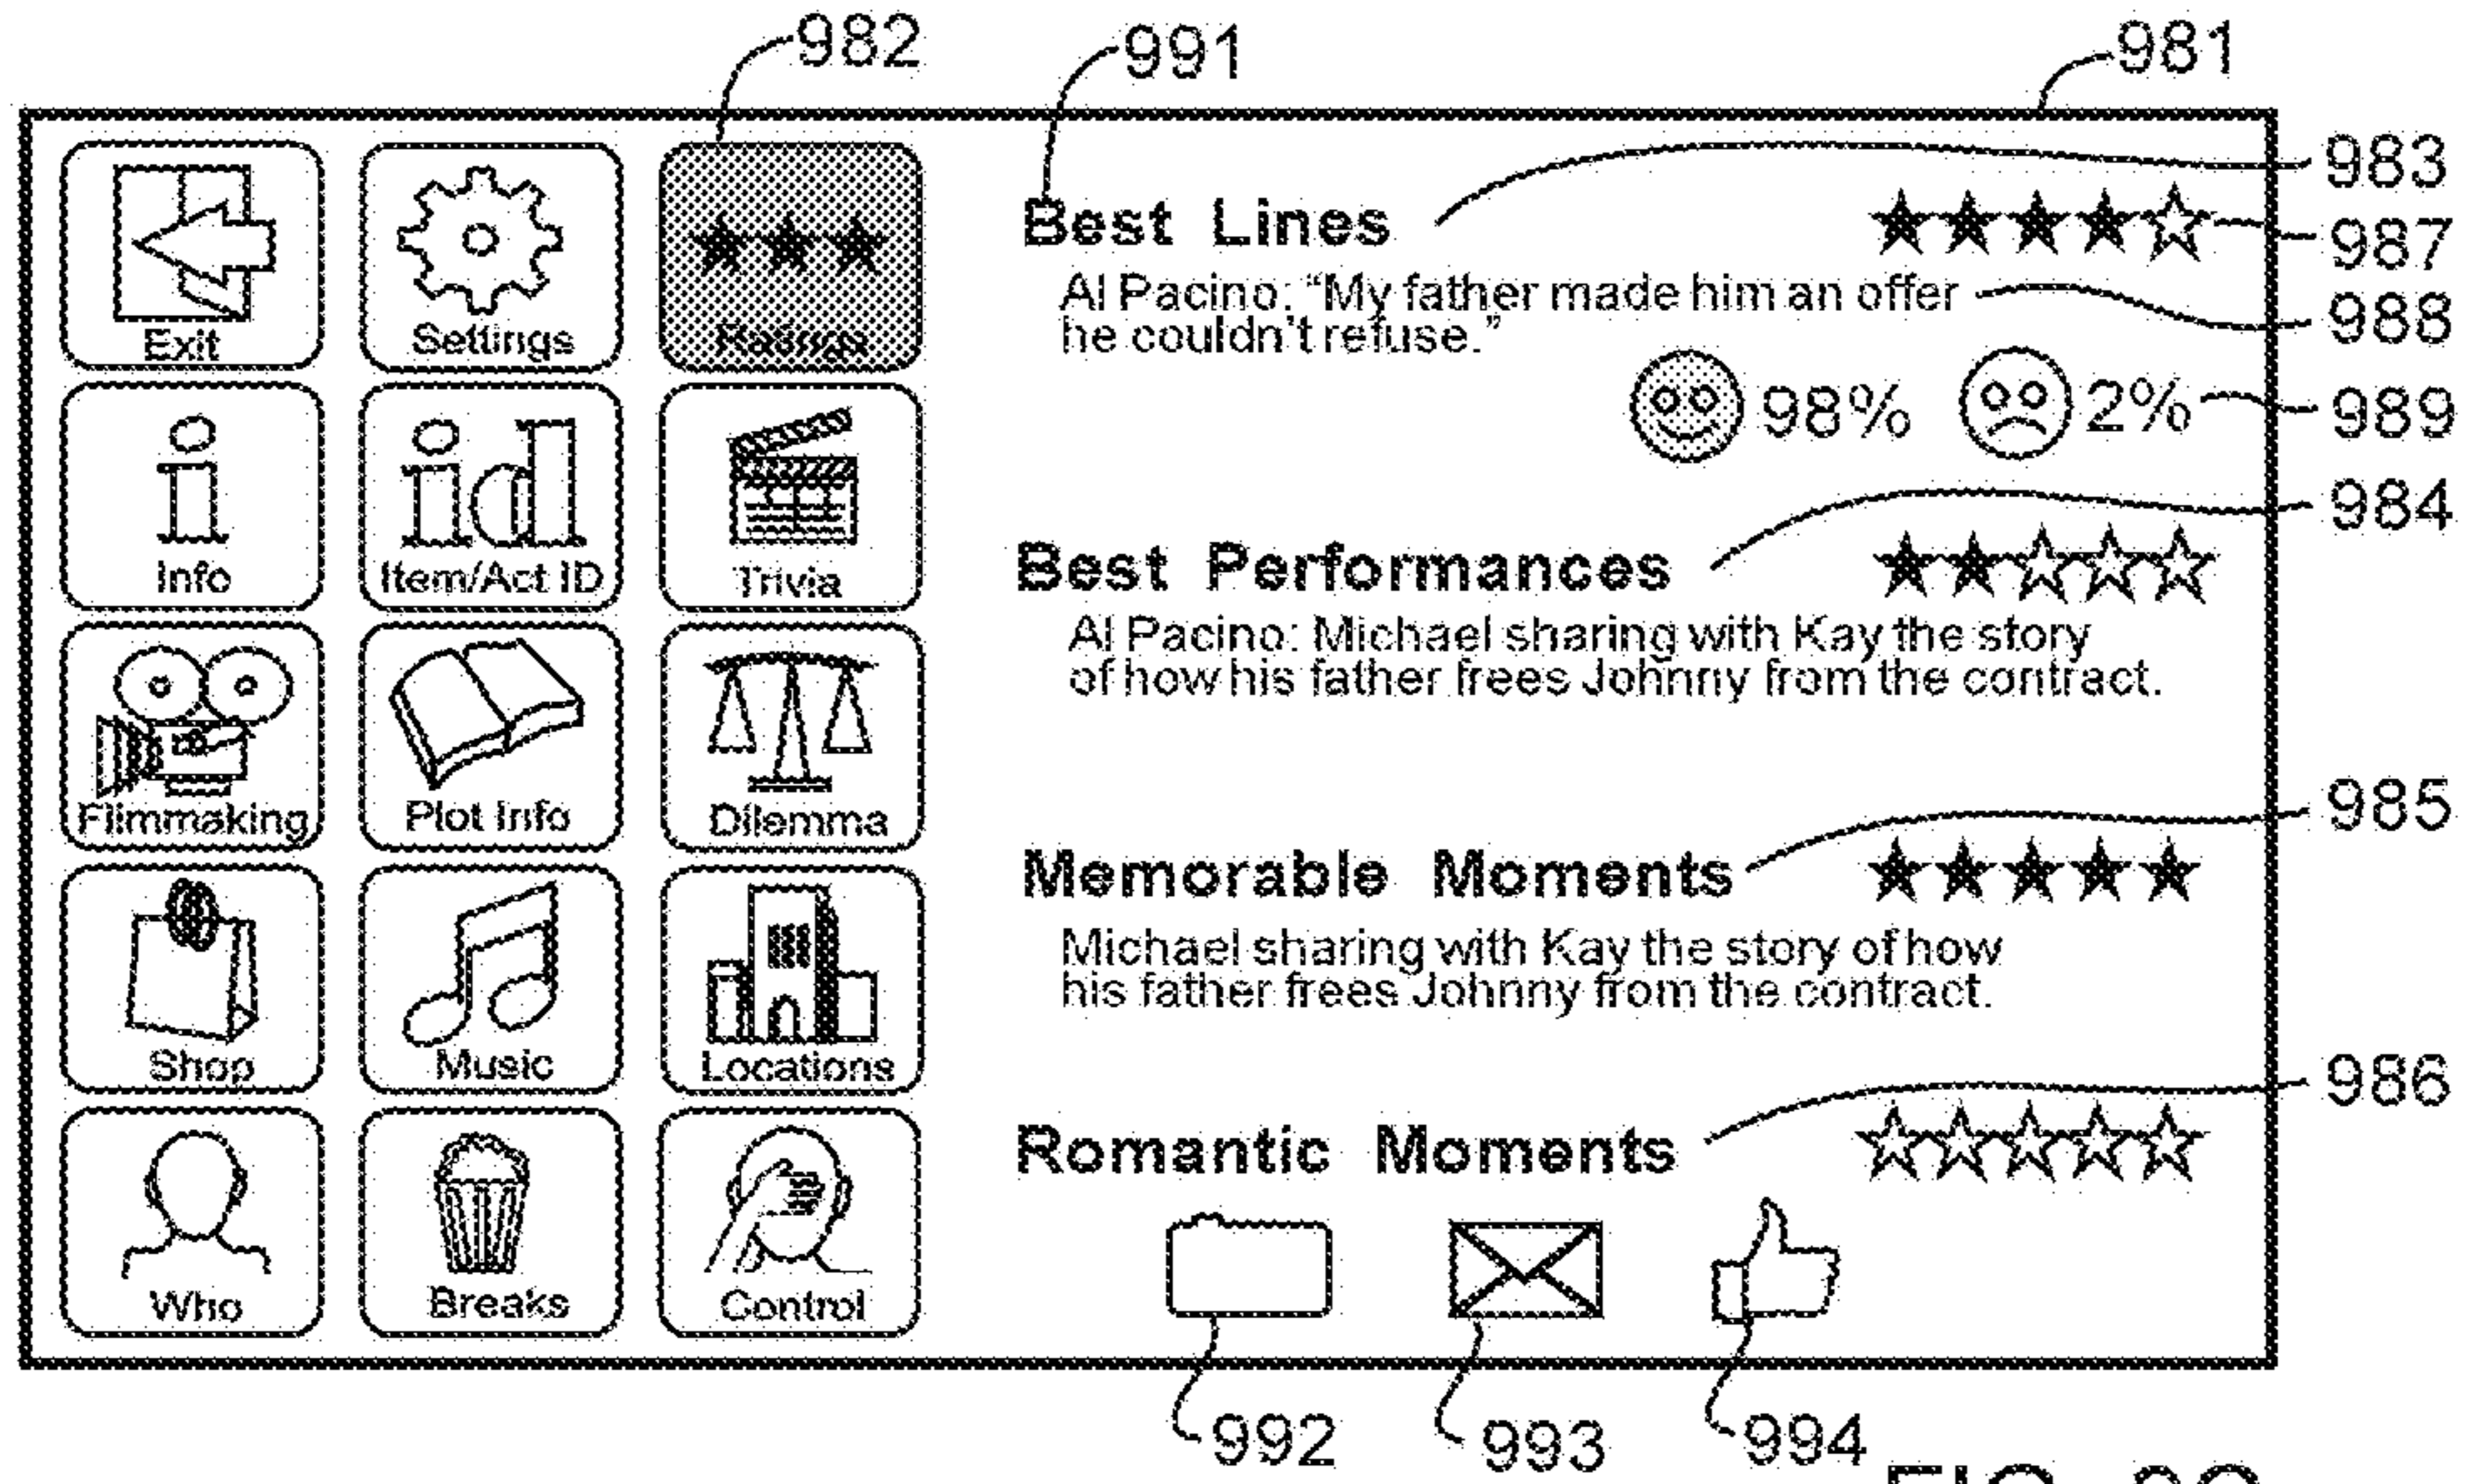 982
991
981
Exit
Settings
Ratings
Info
Item/Act ID
Trivia
Filmmaking
Plot Info
Dilemma
Shop
Music
Locations
Who
Breaks
Control
Best Lines
983
987
Al Pacino: “My father made him an offer
he couldn't refuse.”
988
98%
2%
989
984
Best Performances
Al Pacino: Michael sharing with Kay the story
of how his father frees Johnny from the contract.
985
Memorable Moments
Michael sharing with Kay the story of how
his father frees Johnny from the contract.
986
Romantic Moments
992
993
994